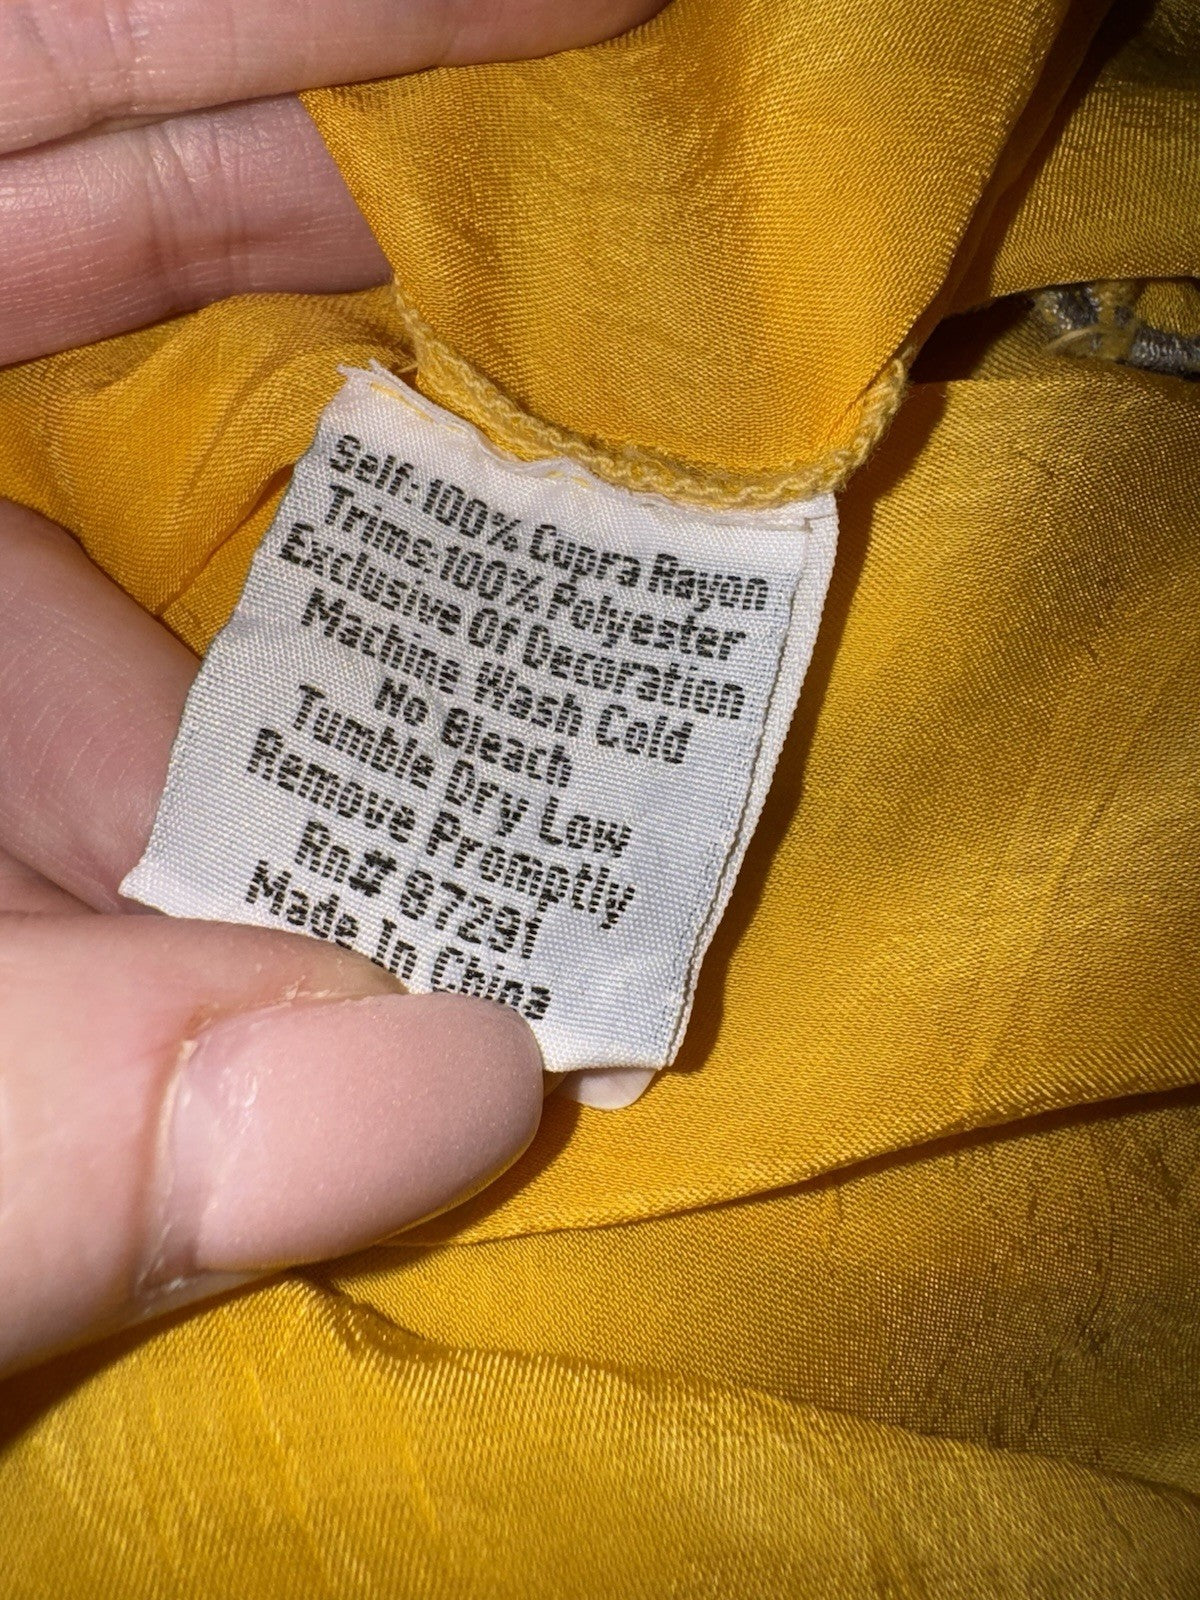 Self:100% Cupra Rayon
Trims:100% Polyester
Exclusive Of Decoration
Machine Wash Cold
No Bleach
Tumble Dry Low
Remove Promptly
Rn# 97291
Made In China